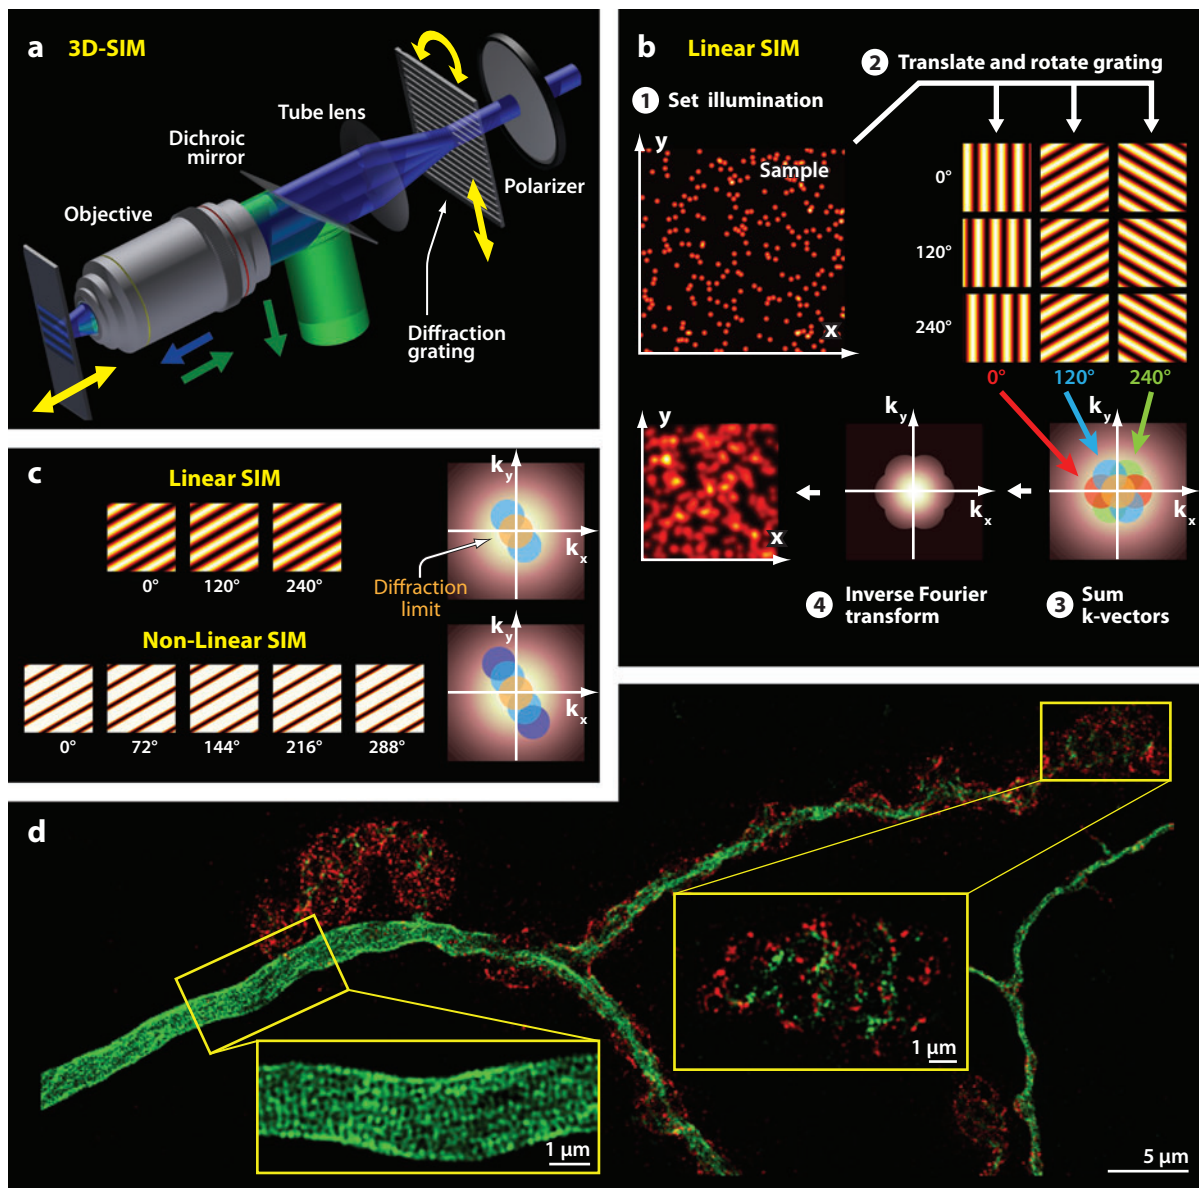 a 3D-SIM
Tube lens
Dichroic
mirror
Objective
Polarizer
Diffraction
grating
b Linear SIM
1 Set illumination
2 Translate and rotate grating
y
Sample
x
0°
120°
240°
0° 120° 240°
y
x
ky
kx
ky
kx
4 Inverse Fourier
transform
3 Sum
k-vectors
c Linear SIM
0° 120° 240°
ky
kx
Diffraction
limit
Non-Linear SIM
0° 72° 144° 216° 288°
ky
kx
d
1 µm
1 µm
5 µm